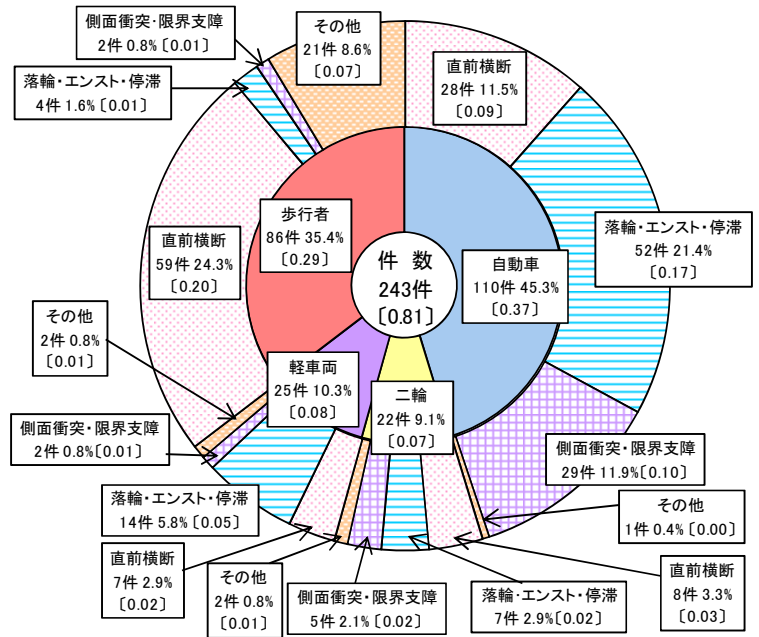 側面衝突･限界支障
2件 0.8%〔0.01〕
その他
21件 8.6%
〔0.07〕
落輪･エンスト･停滞
4件 1.6%〔0.01〕
直前横断
28件 11.5%
〔0.09〕
歩行者
86件 35.4%
〔0.29〕
直前横断
59件 24.3%
〔0.20〕
件 数
243件
〔0.81〕
自動車
110件 45.3%
〔0.37〕
落輪･エンスト･停滞
52件 21.4%
〔0.17〕
その他
2件 0.8%
〔0.01〕
軽車両
25件 10.3%
〔0.08〕
二輪
22件 9.1%
〔0.07〕
側面衝突･限界支障
2件 0.8%〔0.01〕
側面衝突･限界支障
29件 11.9%〔0.10〕
落輪･エンスト･停滞
14件 5.8%〔0.05〕
その他
1件 0.4%〔0.00〕
直前横断
7件 2.9%
〔0.02〕
その他
2件 0.8%
〔0.01〕
側面衝突･限界支障
5件 2.1%〔0.02〕
落輪･エンスト･停滞
7件 2.9%〔0.02〕
直前横断
8件 3.3%
〔0.03〕